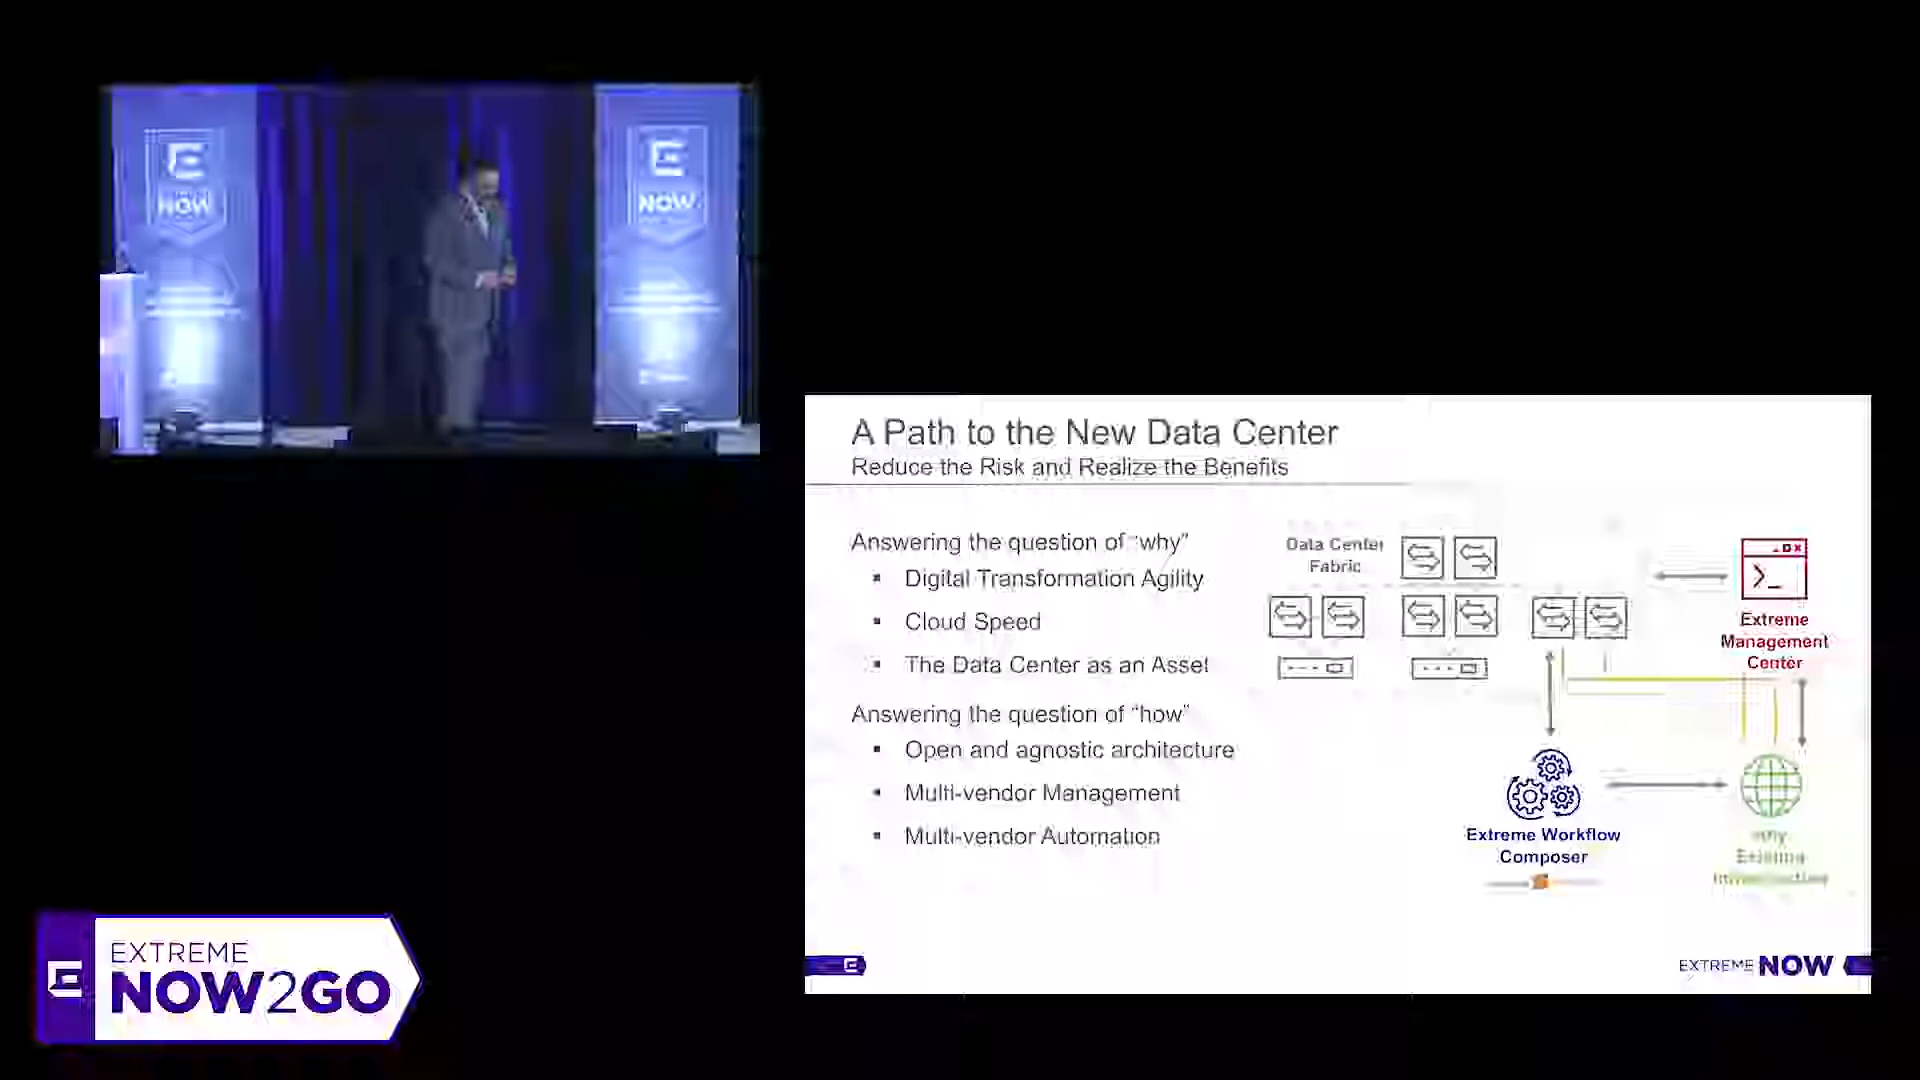 NOW
NOW
A Path to the New Data Center
Reduce the Risk and Realize the Benefits
Answering the question of "why"
▪ Digital Transformation Agility
▪ Cloud Speed
▪ The Data Center as an Asset
Answering the question of "how"
▪ Open and agnostic architecture
▪ Multi-vendor Management
▪ Multi-vendor Automation
Data Center
Fabric
Extreme
Management
Center
Extreme Workflow
Composer
Existing
EXTREME NOW
EXTREME
NOW2GO